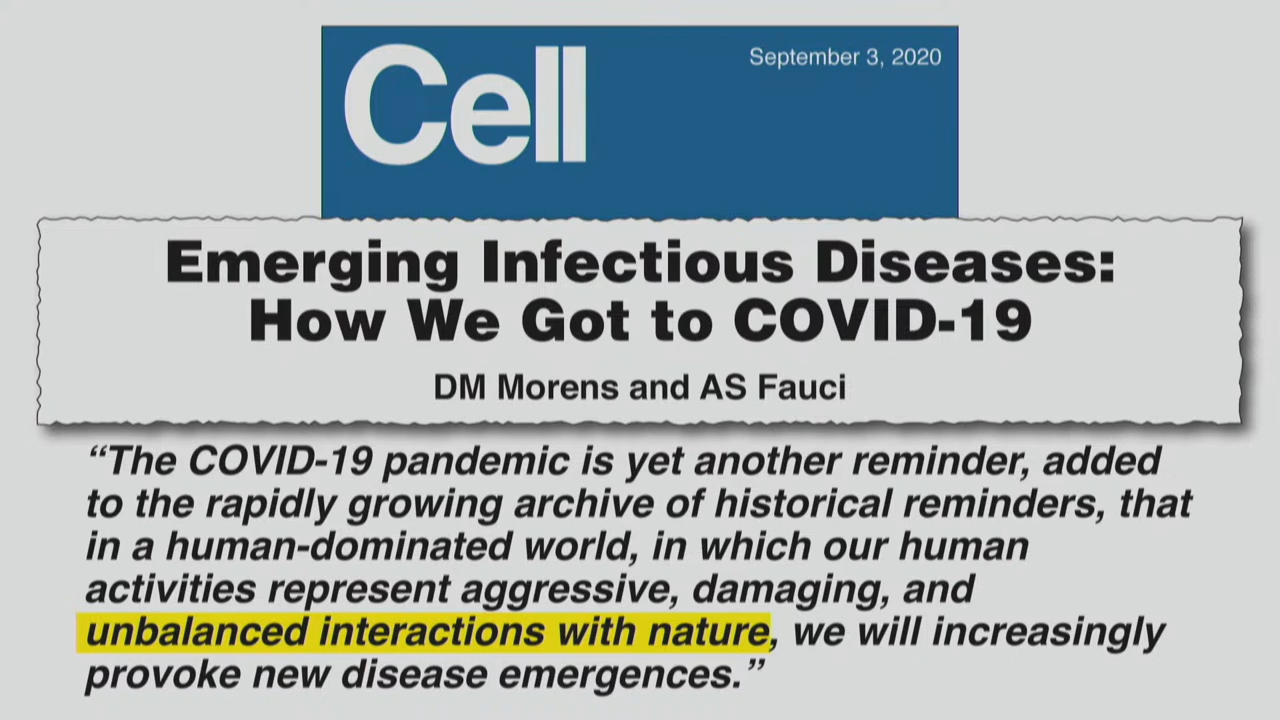 Cell
September 3, 2020
Emerging Infectious Diseases:
How We Got to COVID-19
DM Morens and AS Fauci
“The COVID-19 pandemic is yet another reminder, added
to the rapidly growing archive of historical reminders, that
in a human-dominated world, in which our human
activities represent aggressive, damaging, and
unbalanced interactions with nature, we will increasingly
provoke new disease emergences.”